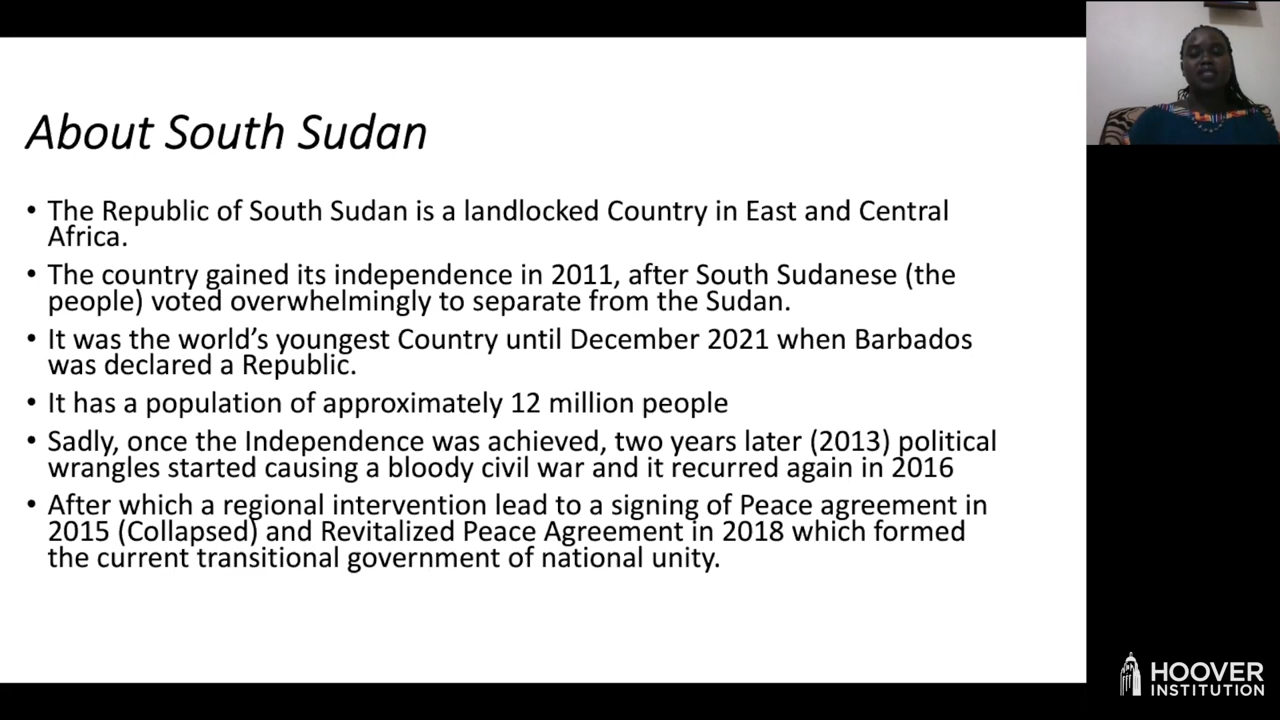 About South Sudan
• The Republic of South Sudan is a landlocked Country in East and Central
Africa.
• The country gained its independence in 2011, after South Sudanese (the
people) voted overwhelmingly to separate from the Sudan.
• It was the world’s youngest Country until December 2021 when Barbados
was declared a Republic.
• It has a population of approximately 12 million people
• Sadly, once the Independence was achieved, two years later (2013) political
wrangles started causing a bloody civil war and it recurred again in 2016
• After which a regional intervention lead to a signing of Peace agreement in
2015 (Collapsed) and Revitalized Peace Agreement in 2018 which formed
the current transitional government of national unity.
HOOVER
INSTITUTION